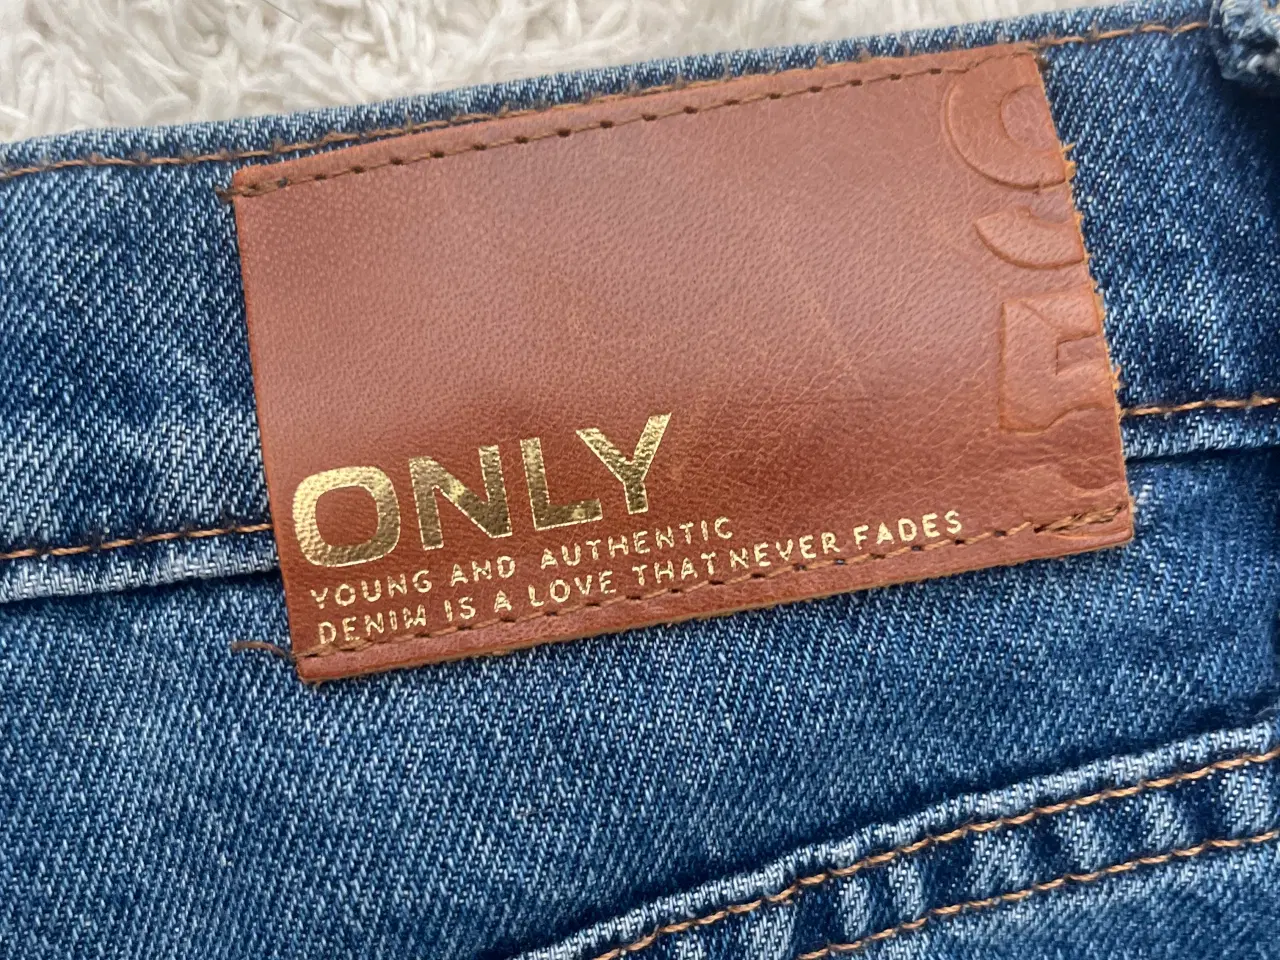 ONLY
YOUNG AND AUTHENTIC
DENIM IS A LOVE THAT NEVER FADES